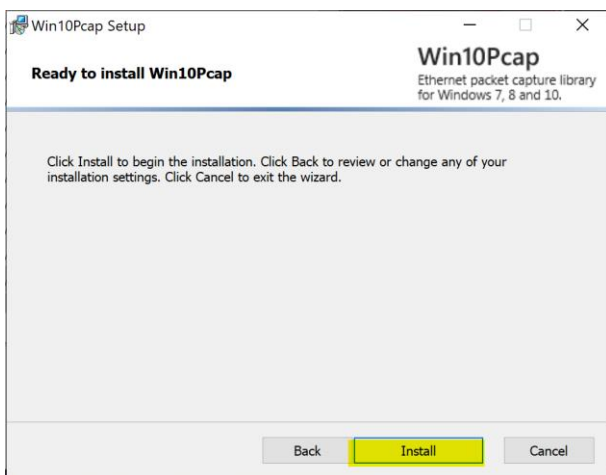 Win10Pcap Setup
Ready to install Win10Pcap
Win10Pcap
Ethernet packet capture library
for Windows 7, 8 and 10.
Click Install to begin the installation. Click Back to review or change any of your
installation settings. Click Cancel to exit the wizard.
Back Install Cancel